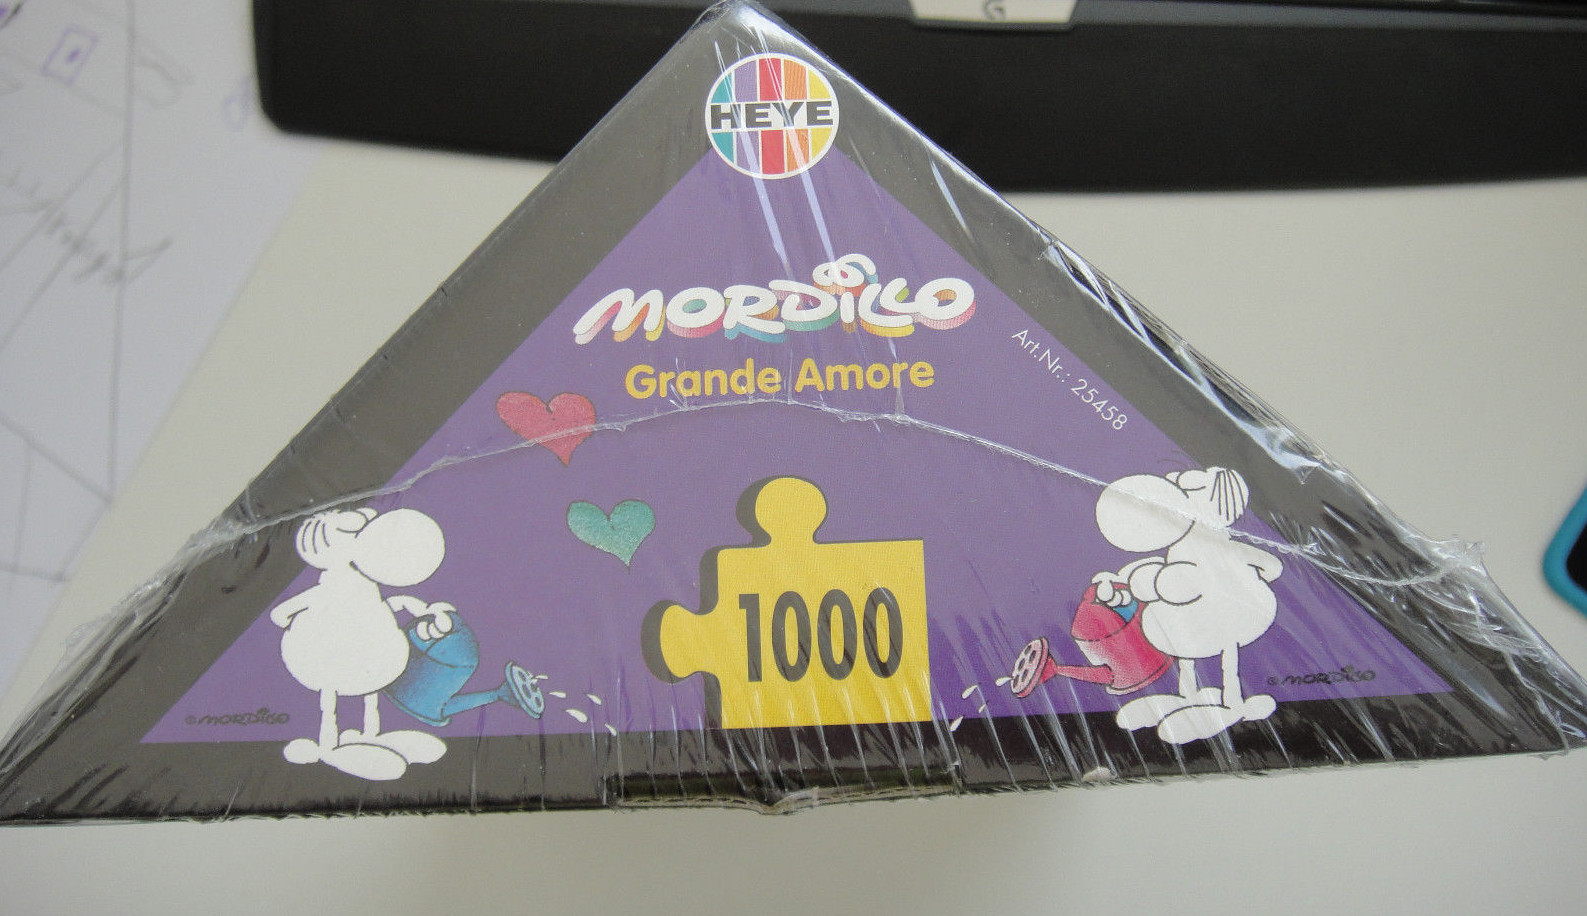 HEYE
MORDILLO
Grande Amore
Art.Nr.: 25458
1000
© MORDILLO
© MORDILLO